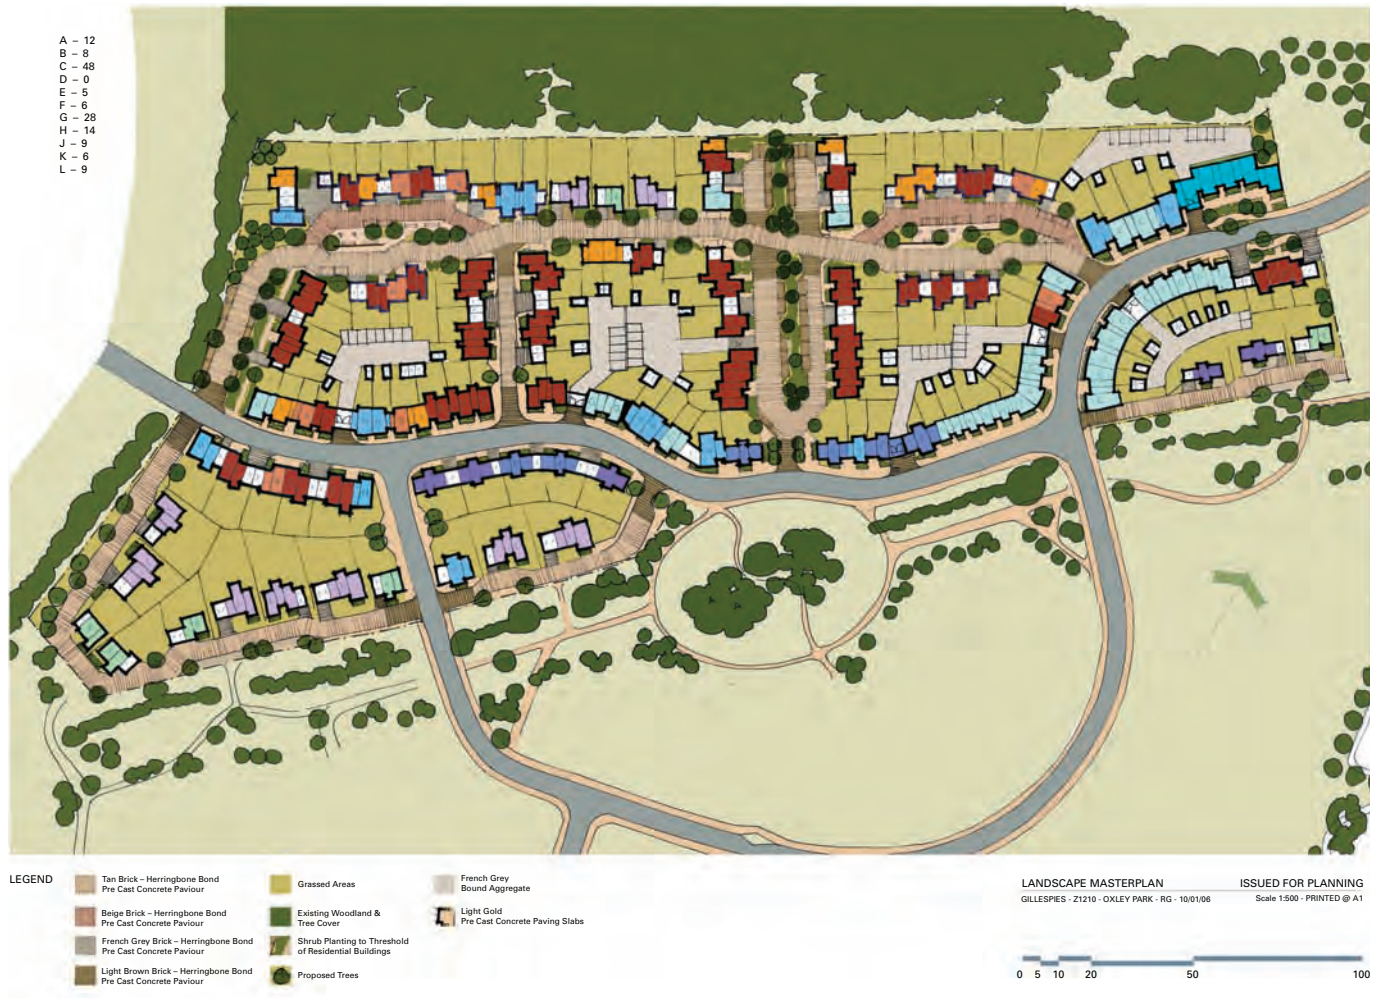 A – 12
B – 8
C – 48
D – 0
E – 5
F – 6
G – 28
H – 14
J – 9
K – 6
L – 9
LEGEND
Tan Brick – Herringbone Bond
Pre Cast Concrete Paviour
Beige Brick – Herringbone Bond
Pre Cast Concrete Paviour
French Grey Brick – Herringbone Bond
Pre Cast Concrete Paviour
Light Brown Brick – Herringbone Bond
Pre Cast Concrete Paviour
Grassed Areas
Existing Woodland &
Tree Cover
Shrub Planting to Threshold
of Residential Buildings
Proposed Trees
French Grey
Bound Aggregate
Light Gold
Pre Cast Concrete Paving Slabs
LANDSCAPE MASTERPLAN ISSUED FOR PLANNING
GILLESPIES - Z1210 - OXLEY PARK - RG - 10/01/06 Scale 1:500 - PRINTED @ A1
0 5 10 20 50 100